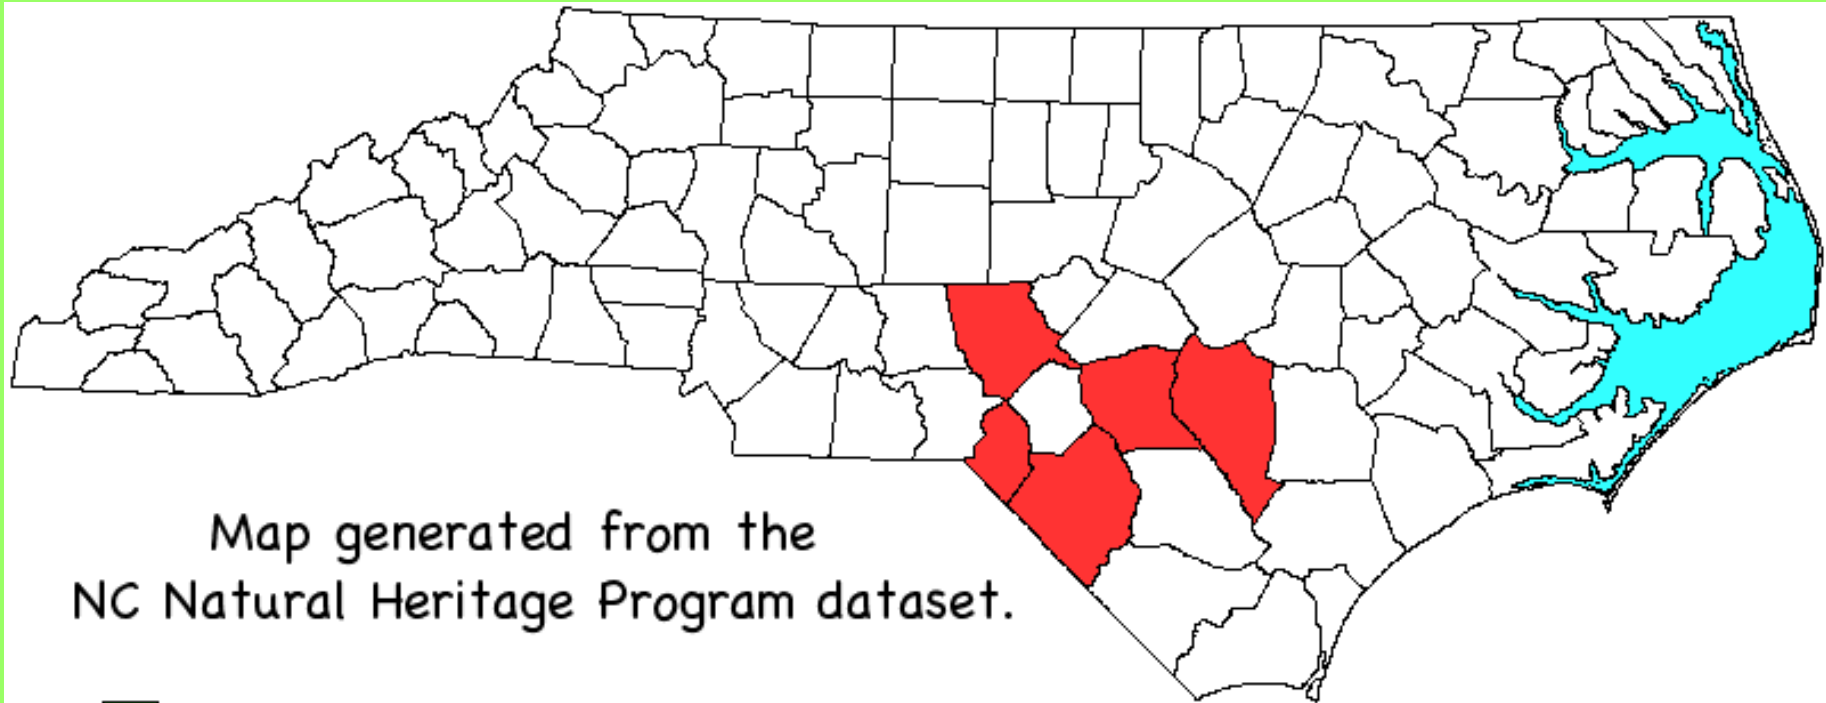 Map generated from the
NC Natural Heritage Program dataset.